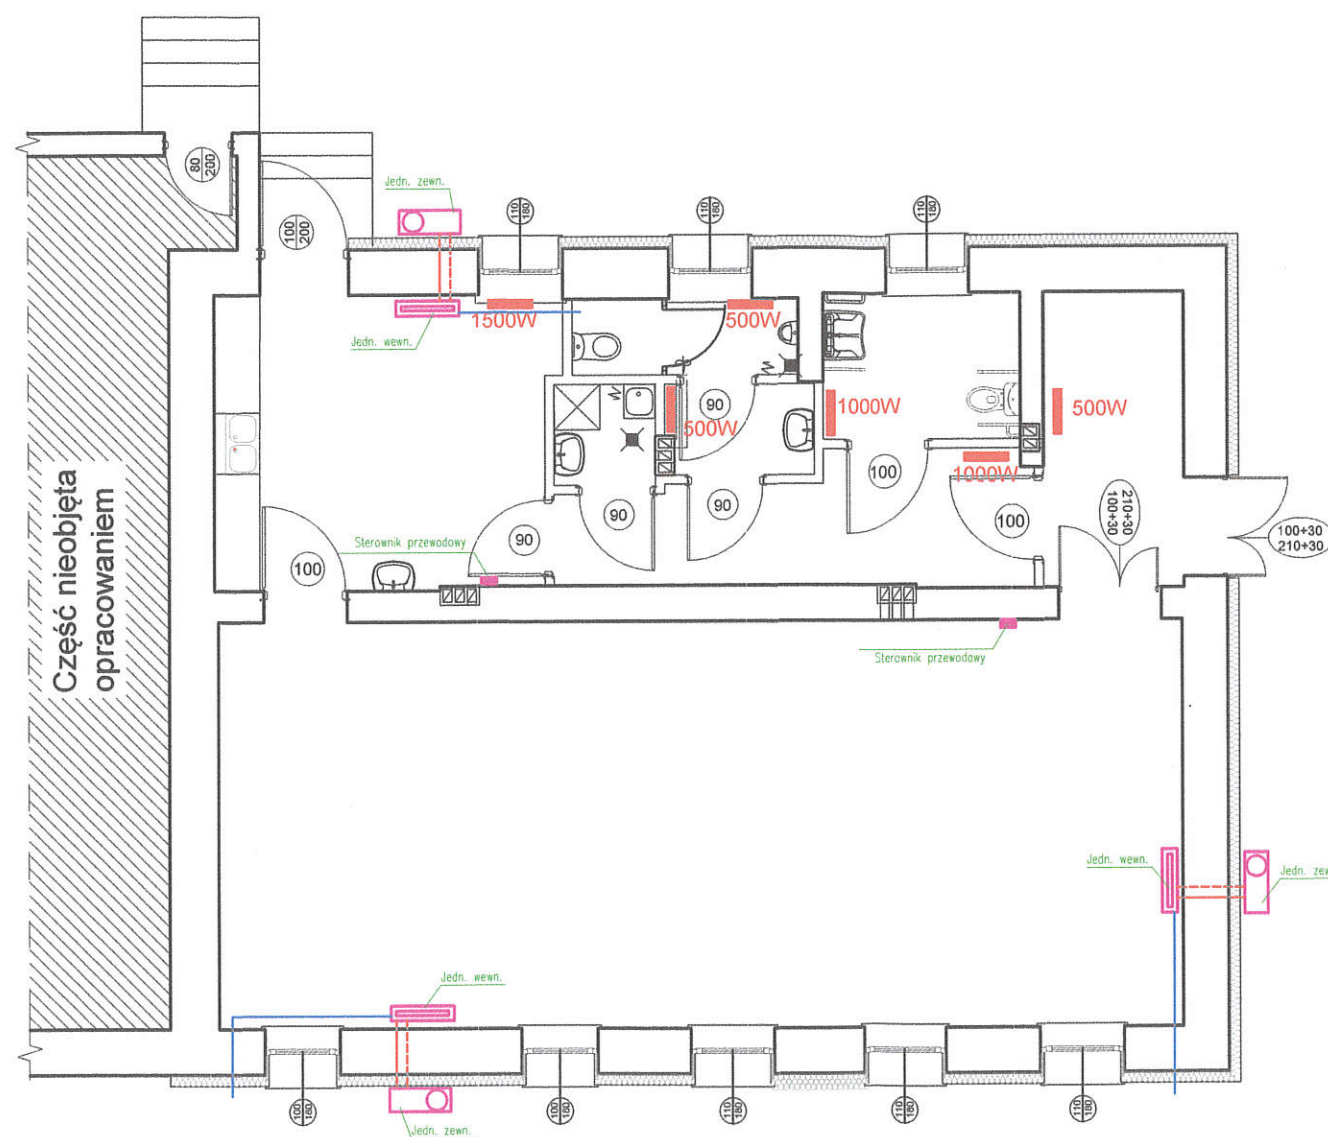 80
200
Jedn. zewn.
110
180
110
180
110
180
100
200
1500W
500W
Jedn. wewn.
90
500W
1000W
500W
100
1000W
90
90
90
100
210+30
100+30
100+30
210+30
Sterownik przewodowy
100
Część nieobjęta
opracowaniem
Sterownik przewodowy
Jedn. wewn.
Jedn. zew
Jedn. wewn.
100
180
100
180
110
180
110
180
110
180
Jedn. zewn.